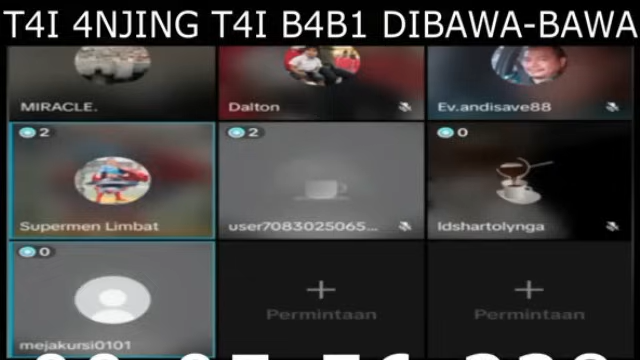 T4I 4NJING T4I B4B1 DIBAWA-BAWA
MIRACLE.
Dalton
Ev.andisave88
2
2
0
Supermen Limbat
user7083025065...
Idshartolynga
0
Permintaan
Permintaan
mejakursi0101